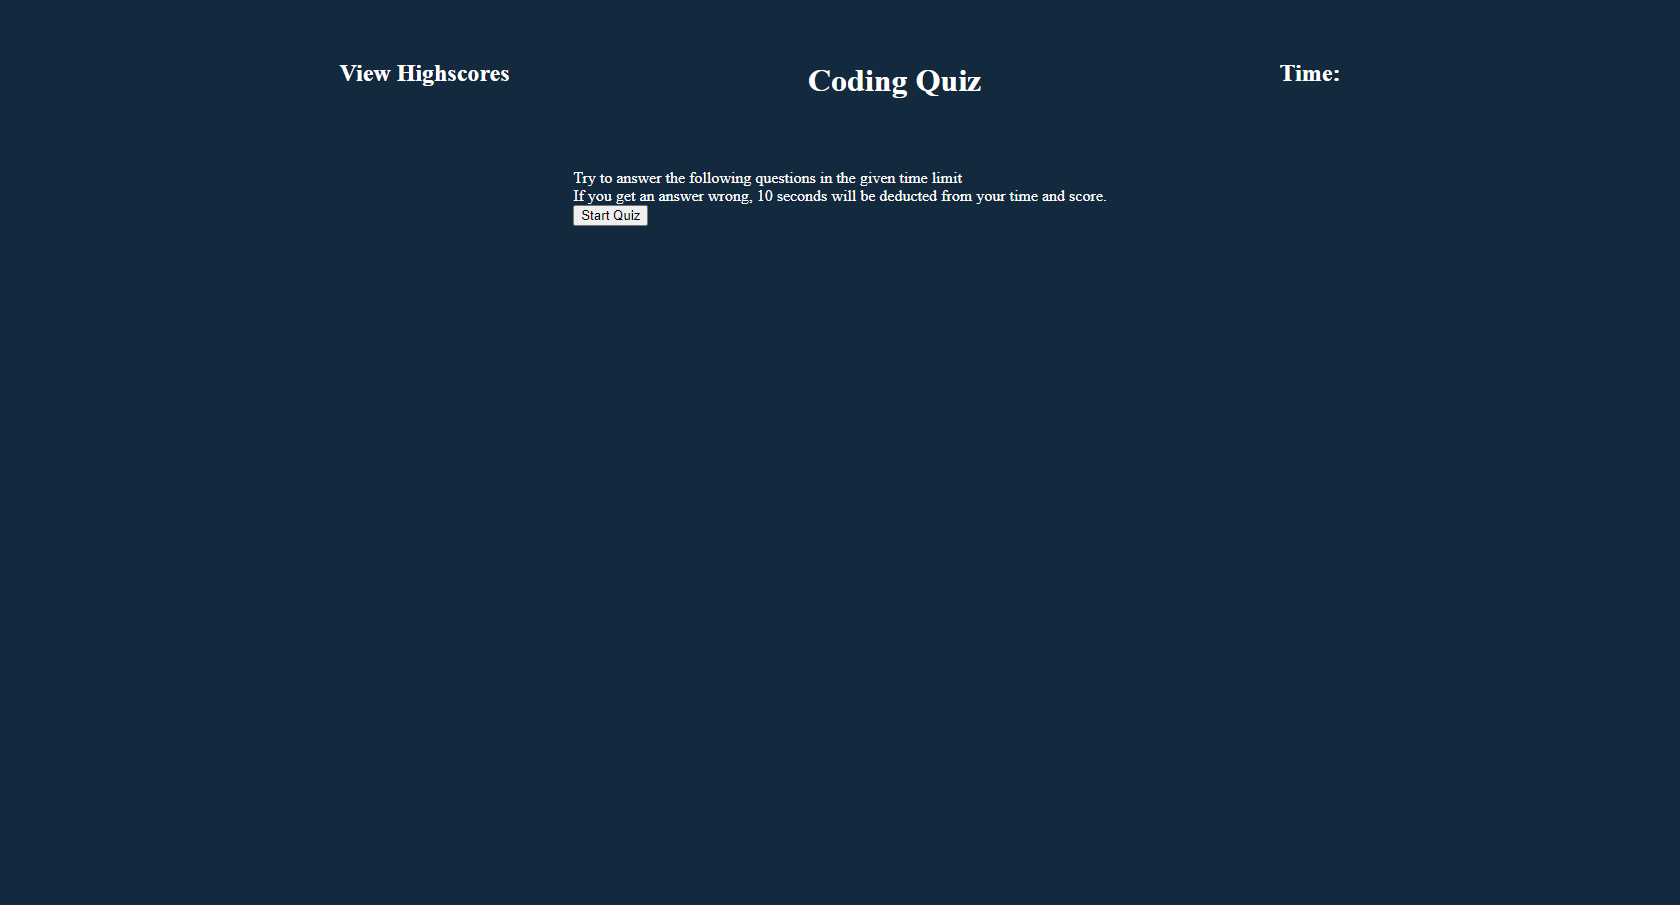 View Highscores
Coding Quiz
Time:
Try to answer the following questions in the given time limit
If you get an answer wrong, 10 seconds will be deducted from your time and score.
Start Quiz